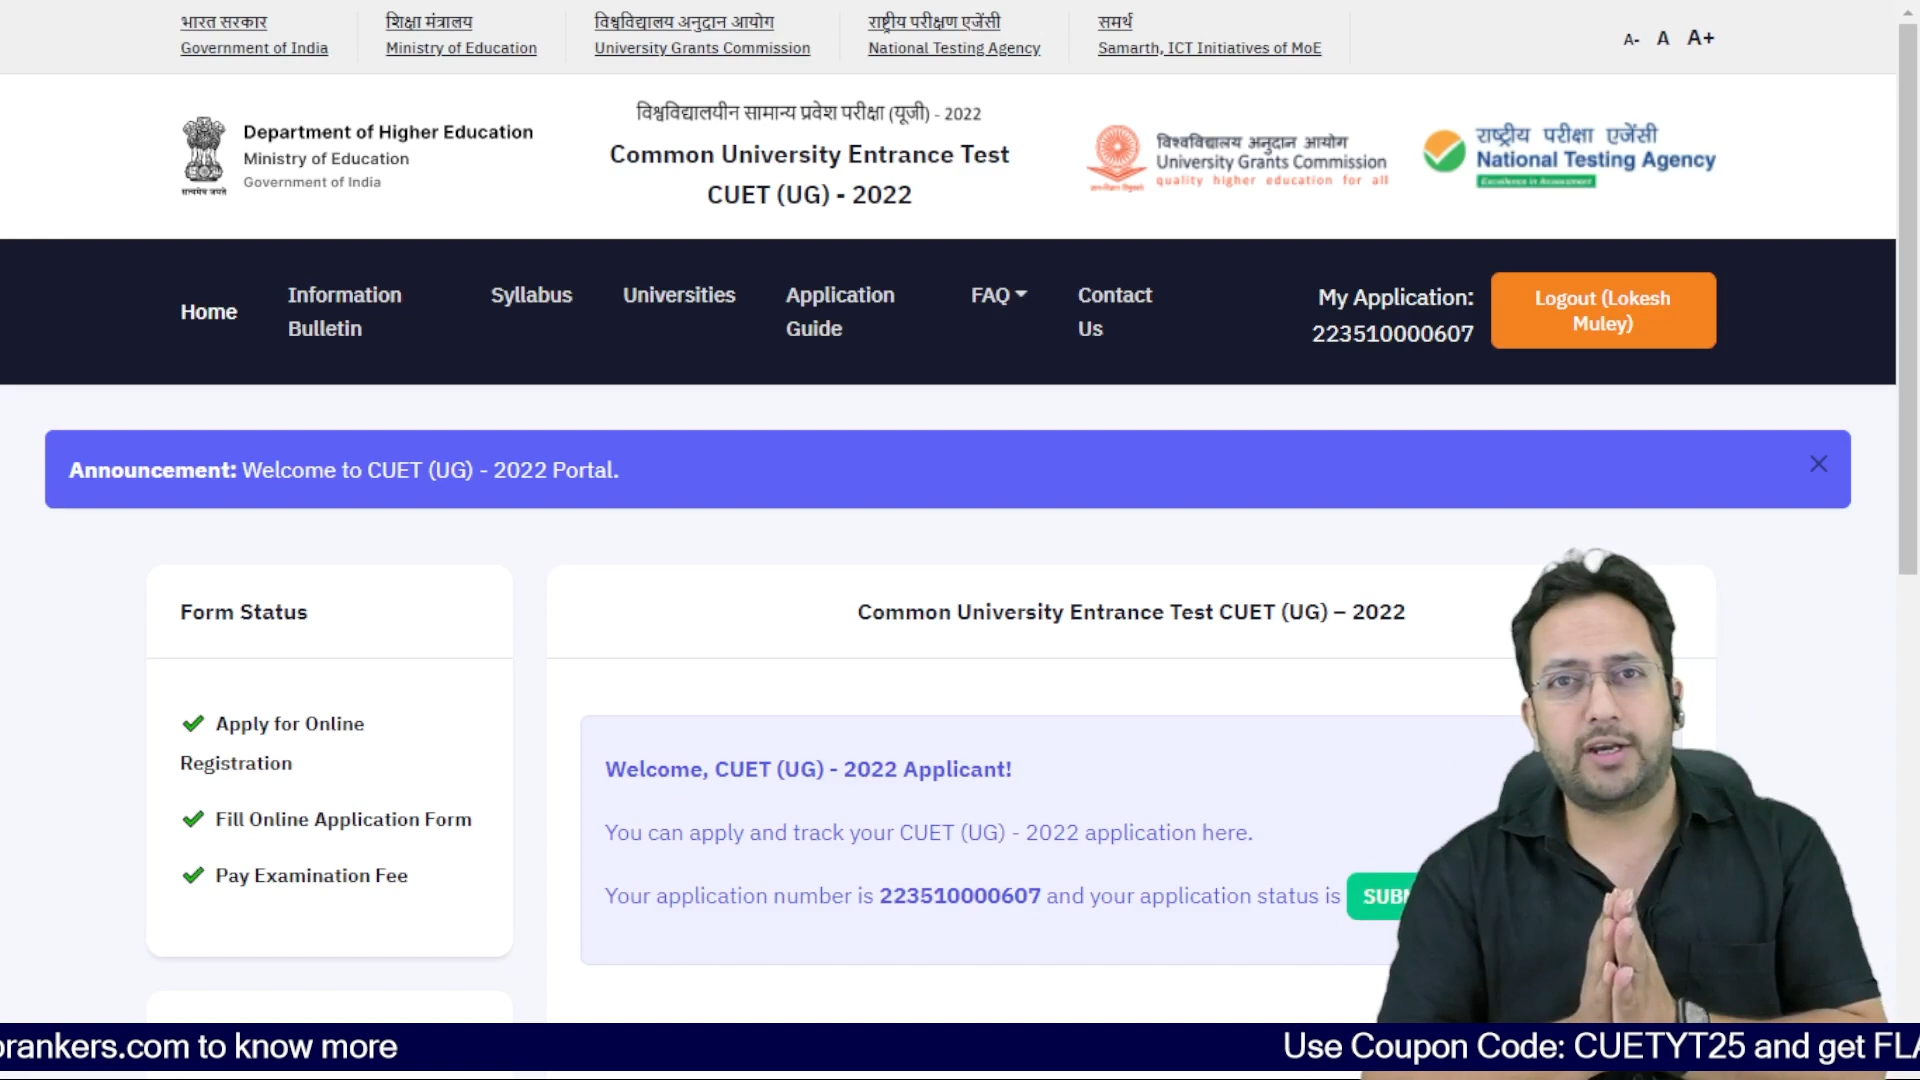 भारत सरकार
Government of India
शिक्षा मंत्रालय
Ministry of Education
विश्वविद्यालय अनुदान आयोग
University Grants Commission
राष्ट्रीय परीक्षण एजेंसी
National Testing Agency
समर्थ
Samarth, ICT Initiatives of MoE
A- A A+
सत्यमेव जयते
Department of Higher Education
Ministry of Education
Government of India
विश्वविद्यालयीन सामान्य प्रवेश परीक्षा (यूजी) - 2022
Common University Entrance Test
CUET (UG) - 2022
विश्वविद्यालय अनुदान आयोग
University Grants Commission
quality higher education for all
राष्ट्रीय परीक्षा एजेंसी
National Testing Agency
Excellence in Assessment
Home
Information
Bulletin
Syllabus
Universities
Application
Guide
FAQ
Contact
Us
My Application:
223510000607
Logout (Lokesh
Muley)
Announcement: Welcome to CUET (UG) - 2022 Portal.
Form Status
Apply for Online
Registration
Fill Online Application Form
Pay Examination Fee
Common University Entrance Test CUET (UG) – 2022
Welcome, CUET (UG) - 2022 Applicant!
You can apply and track your CUET (UG) - 2022 application here.
Your application number is 223510000607 and your application status is
rankers.com to know more
Use Coupon Code: CUETYT25 and get